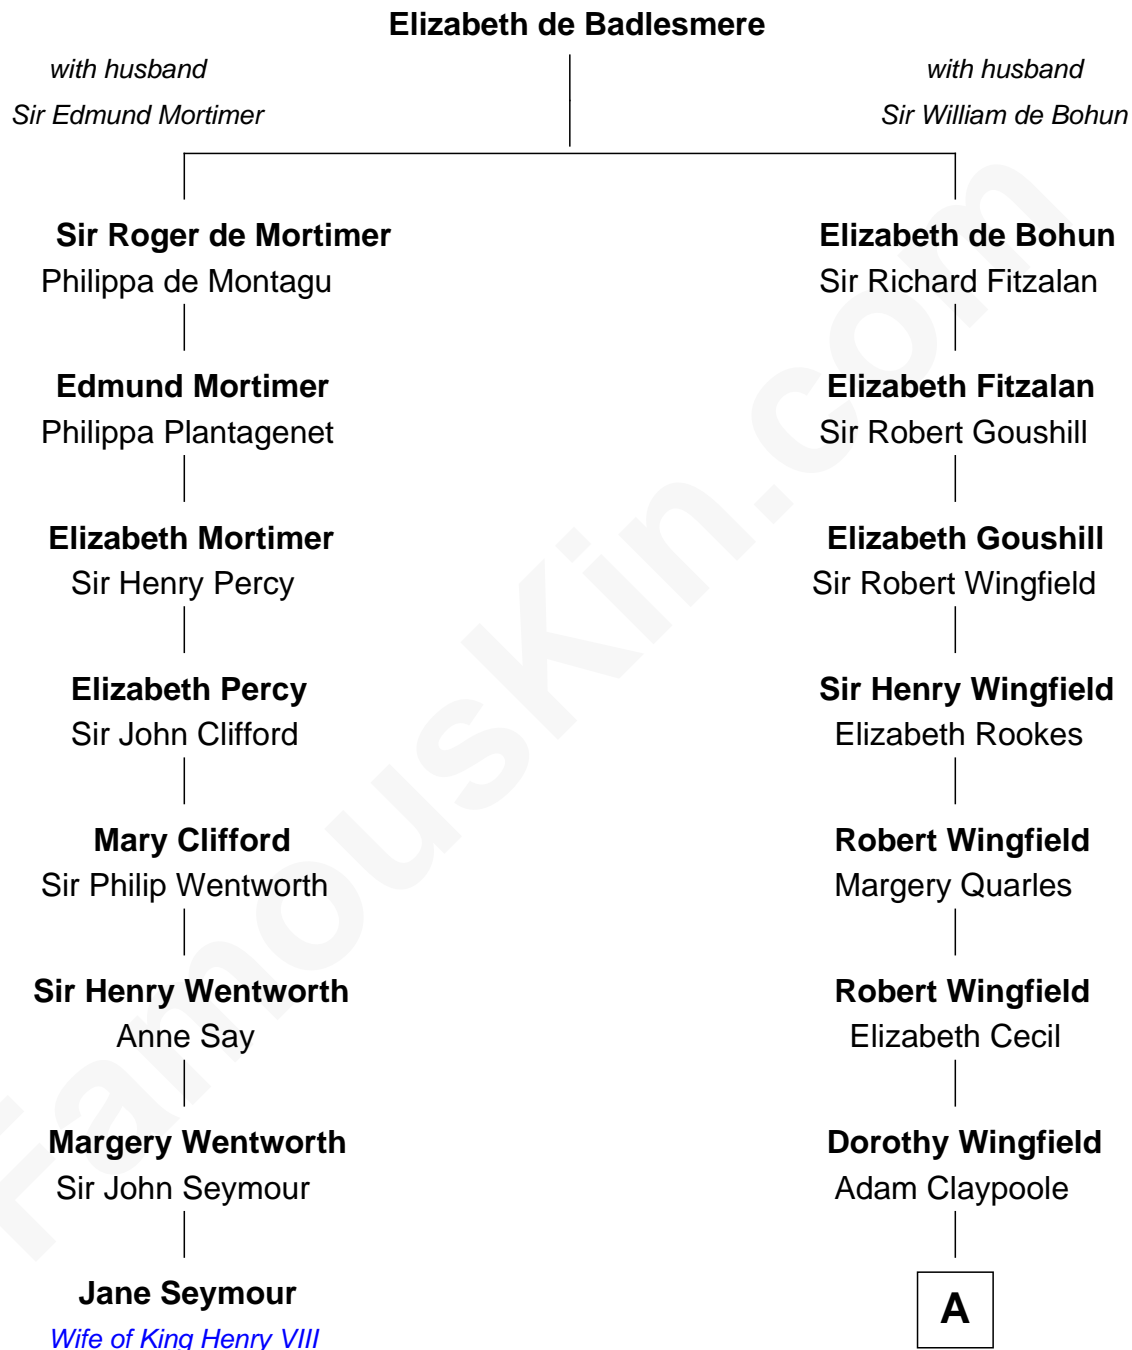 Elizabeth de Badlesmere
with husband
Sir Edmund Mortimer
with husband
Sir William de Bohun
Sir Roger de Mortimer
Philippa de Montagu
Edmund Mortimer
Philippa Plantagenet
Elizabeth Mortimer
Sir Henry Percy
Elizabeth Percy
Sir John Clifford
Mary Clifford
Sir Philip Wentworth
Sir Henry Wentworth
Anne Say
Margery Wentworth
Sir John Seymour
Jane Seymour
Wife of King Henry VIII
Elizabeth de Bohun
Sir Richard Fitzalan
Elizabeth Fitzalan
Sir Robert Goushill
Elizabeth Goushill
Sir Robert Wingfield
Sir Henry Wingfield
Elizabeth Rookes
Robert Wingfield
Margery Quarles
Robert Wingfield
Elizabeth Cecil
Dorothy Wingfield
Adam Claypoole
A
FamousKin.com